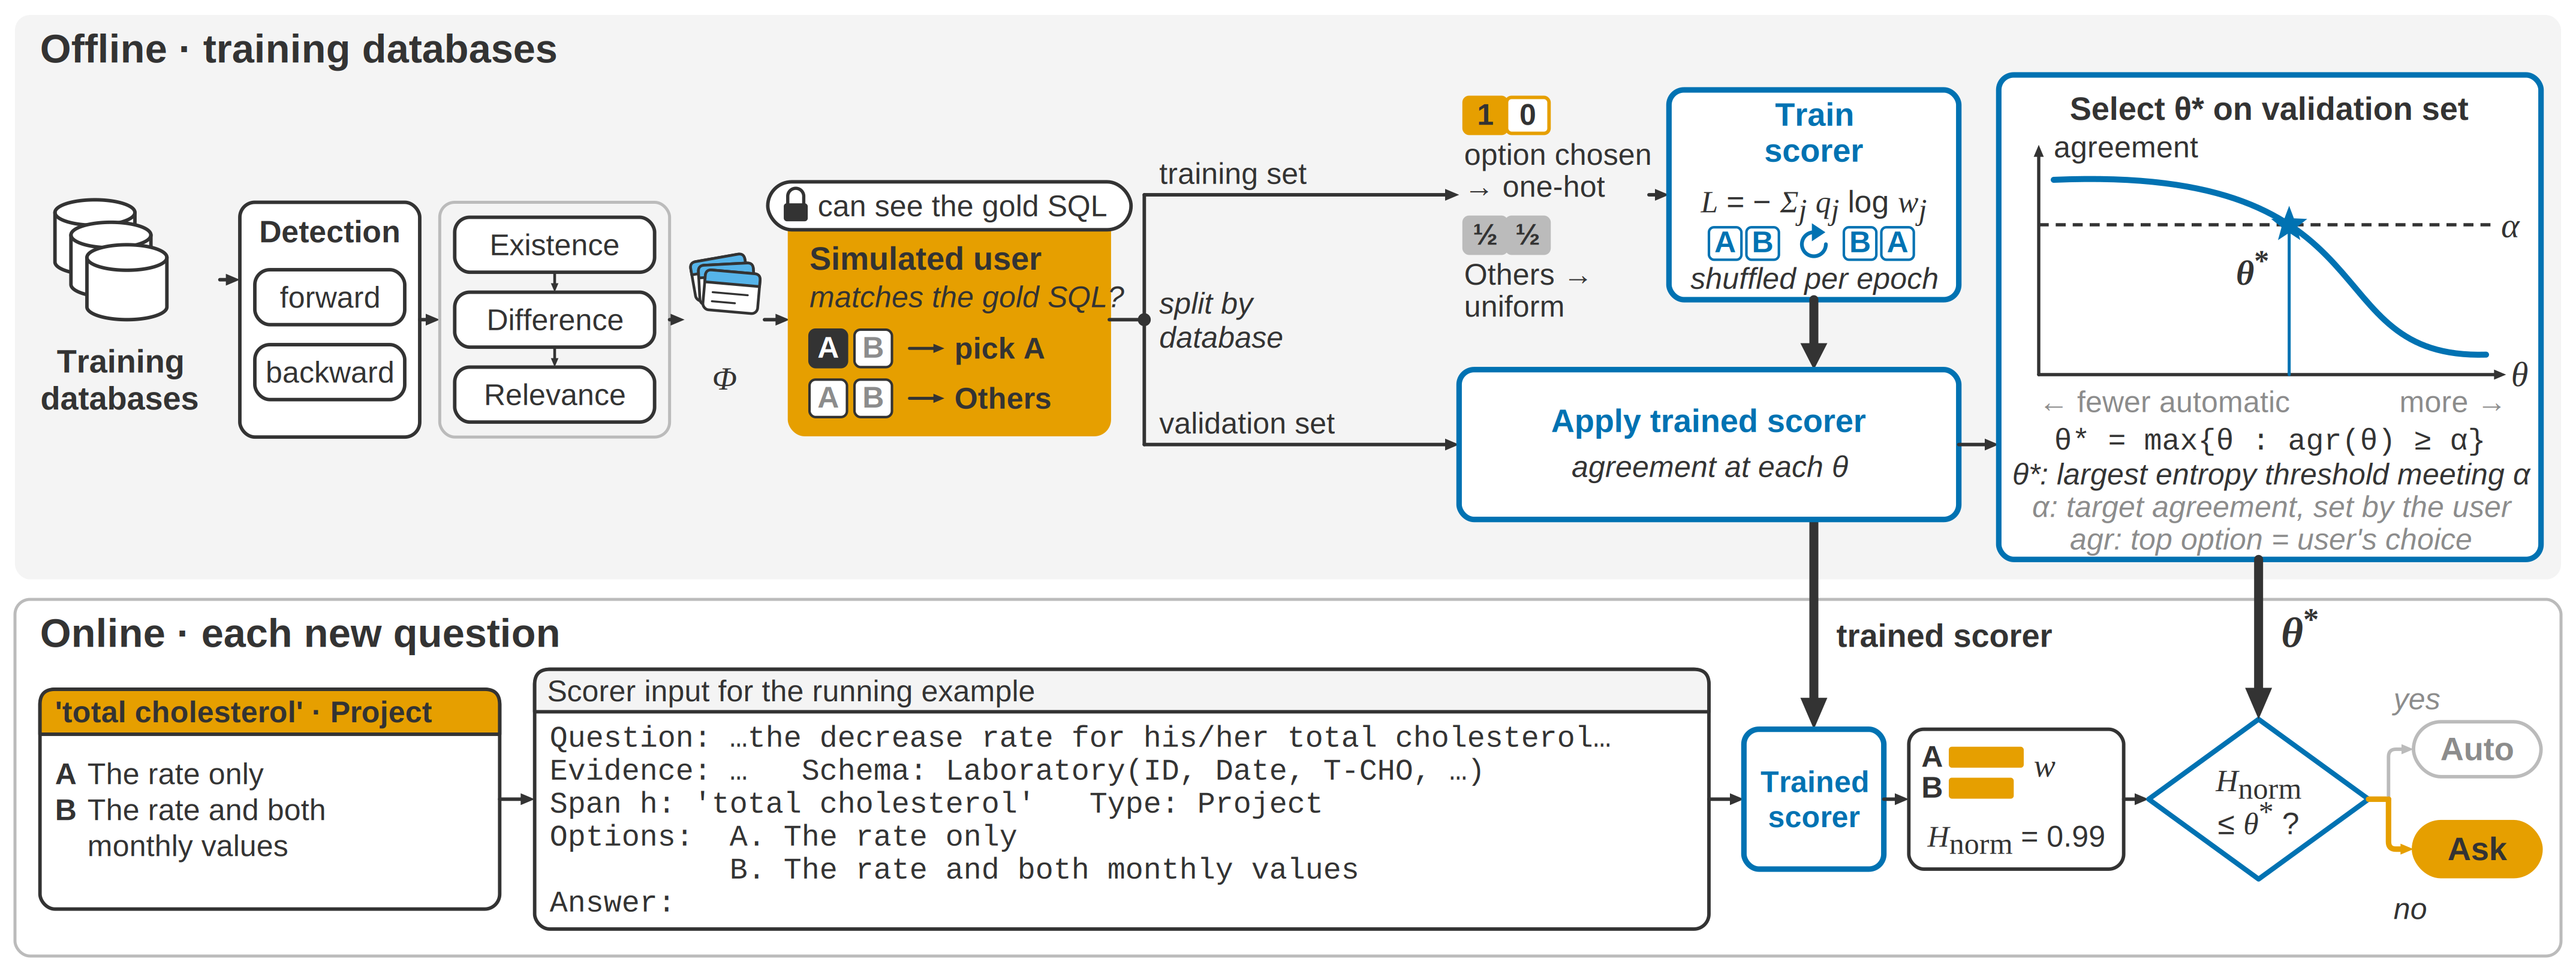 Offline · training databases
Training
databases
Detection
forward
backward
Existence
Difference
Relevance
Φ
can see the gold SQL
Simulated user
matches the gold SQL?
A B → pick A
A B → Others
training set
split by
database
validation set
1 0
option chosen
→ one-hot
½ ½
Others →
uniform
Train
scorer
L = − Σj qj log wj
A B B A
shuffled per epoch
Apply trained scorer
agreement at each θ
Select θ* on validation set
agreement
α
θ*
θ
← fewer automatic more →
θ* = max{θ : agr(θ) ≥ α}
θ*: largest entropy threshold meeting α
α: target agreement, set by the user
agr: top option = user's choice
Online · each new question
trained scorer
θ*
'total cholesterol' · Project
A The rate only
B The rate and both
monthly values
Scorer input for the running example
Question: …the decrease rate for his/her total cholesterol…
Evidence: … Schema: Laboratory(ID, Date, T-CHO, …)
Span h: 'total cholesterol' Type: Project
Options: A. The rate only
B. The rate and both monthly values
Answer:
Trained
scorer
A
B
w
Hnorm = 0.99
Hnorm
≤ θ* ?
yes
Auto
Ask
no